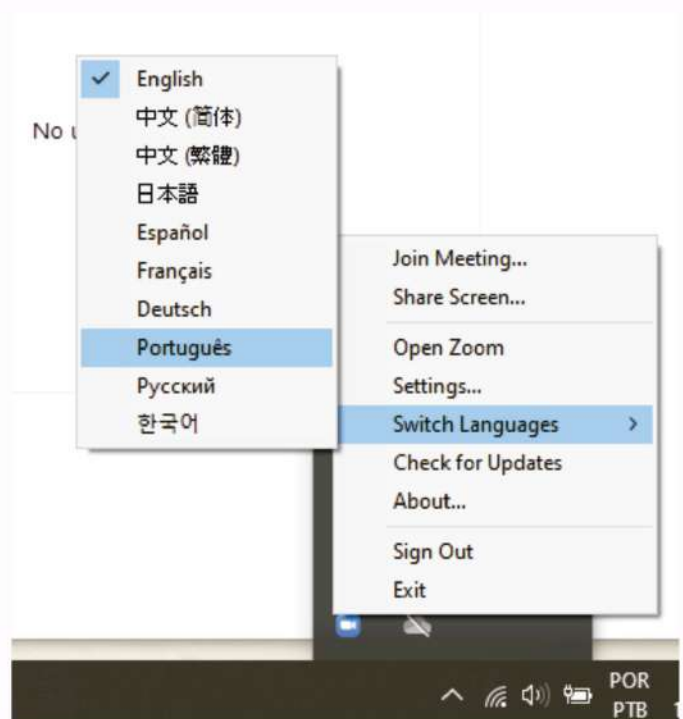 No
English
中文 (简体)
中文 (繁體)
日本語
Español
Français
Deutsch
Português
Русский
한국어
Join Meeting...
Share Screen...
Open Zoom
Settings...
Switch Languages
Check for Updates
About...
Sign Out
Exit
POR
PTB